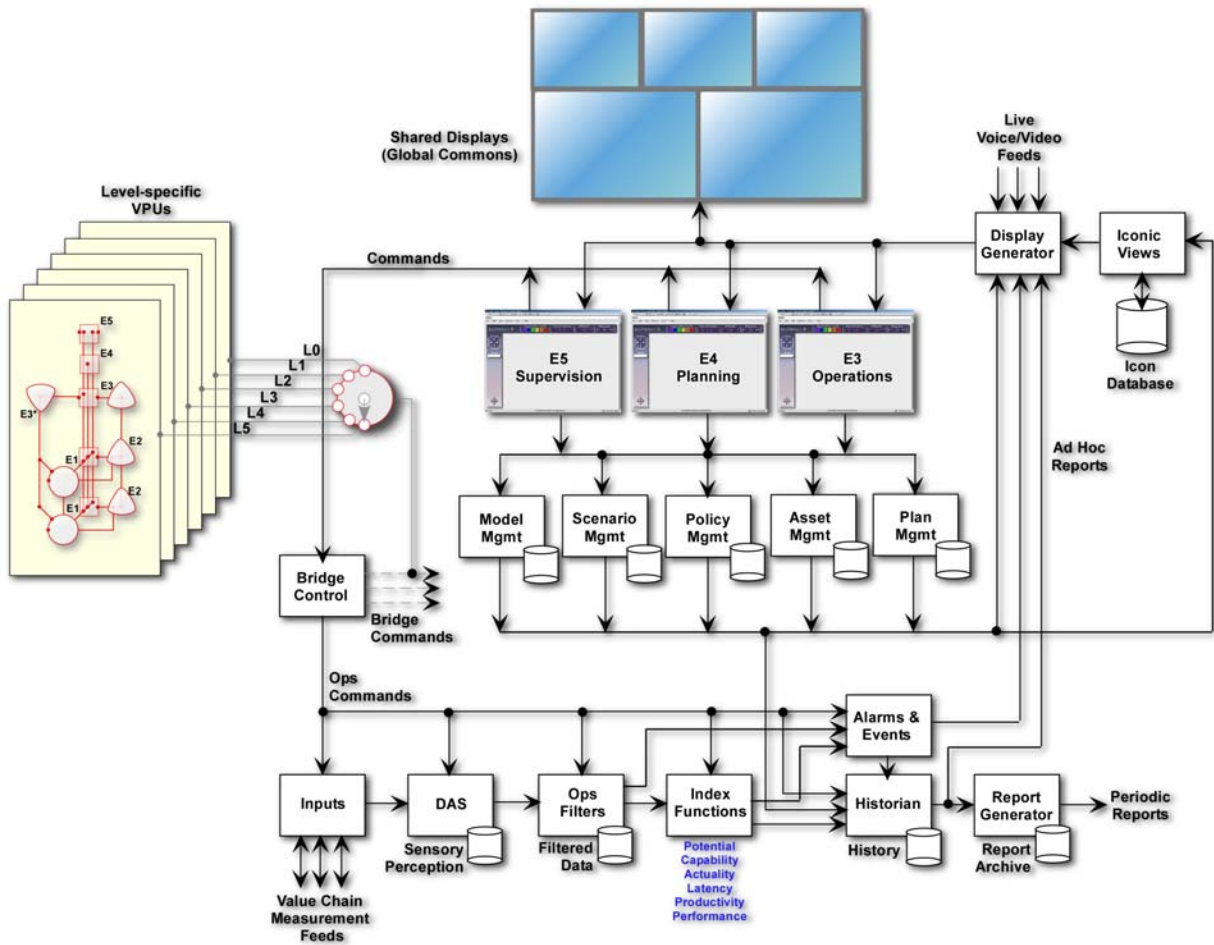 Shared Displays
(Global Commons)
Live
Voice/Video
Feeds
Level-specific
VPUs
Display
Generator
Iconic
Views
Commands
Icon
Database
E5
E4
E3
E3*
E2
E1
E2
E1
L0
L1
L2
L3
L4
L5
E5
Supervision
E4
Planning
E3
Operations
Ad Hoc
Reports
Model
Mgmt
Scenario
Mgmt
Policy
Mgmt
Asset
Mgmt
Plan
Mgmt
Bridge
Control
Bridge
Commands
Ops
Commands
Alarms &
Events
Inputs
DAS
Ops
Filters
Index
Functions
Historian
Report
Generator
Periodic
Reports
Sensory
Perception
Filtered
Data
Potential
Capability
Actuality
Latency
Productivity
Performance
History
Report
Archive
Value Chain
Measurement
Feeds